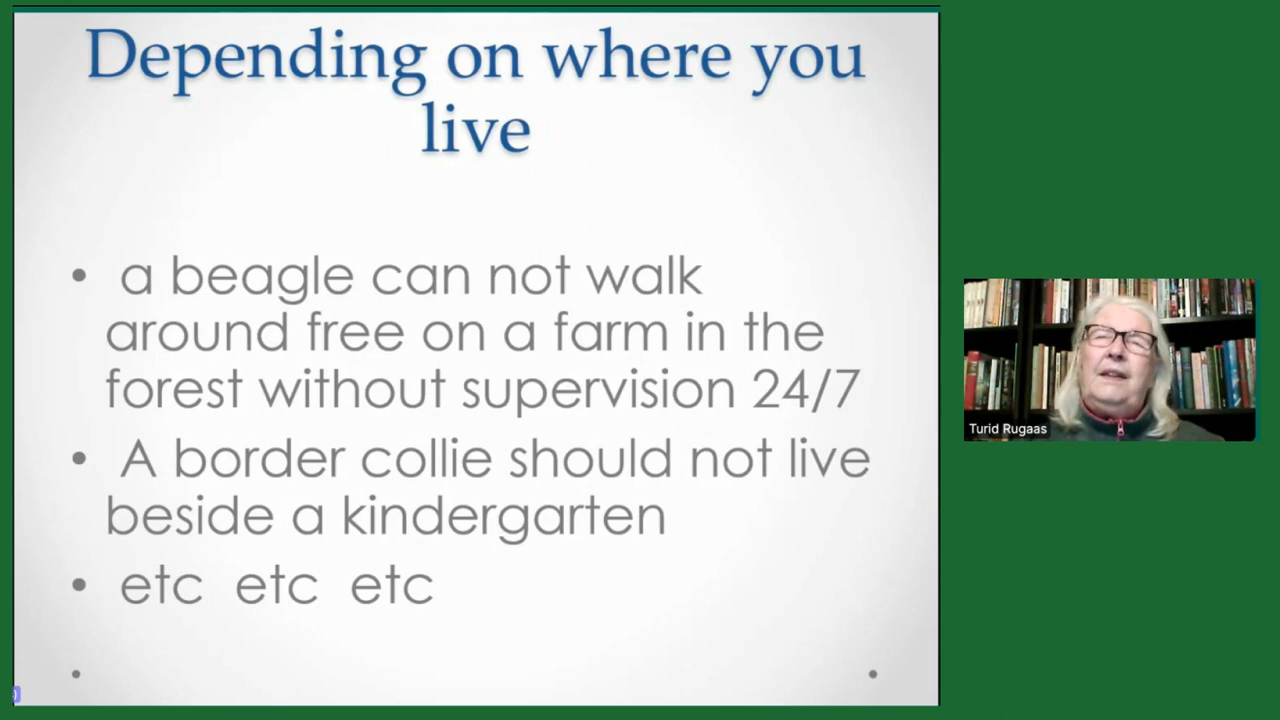 Depending on where you
live
• a beagle can not walk
around free on a farm in the
forest without supervision 24/7
• A border collie should not live
beside a kindergarten
• etc etc etc
Turid Rugaas